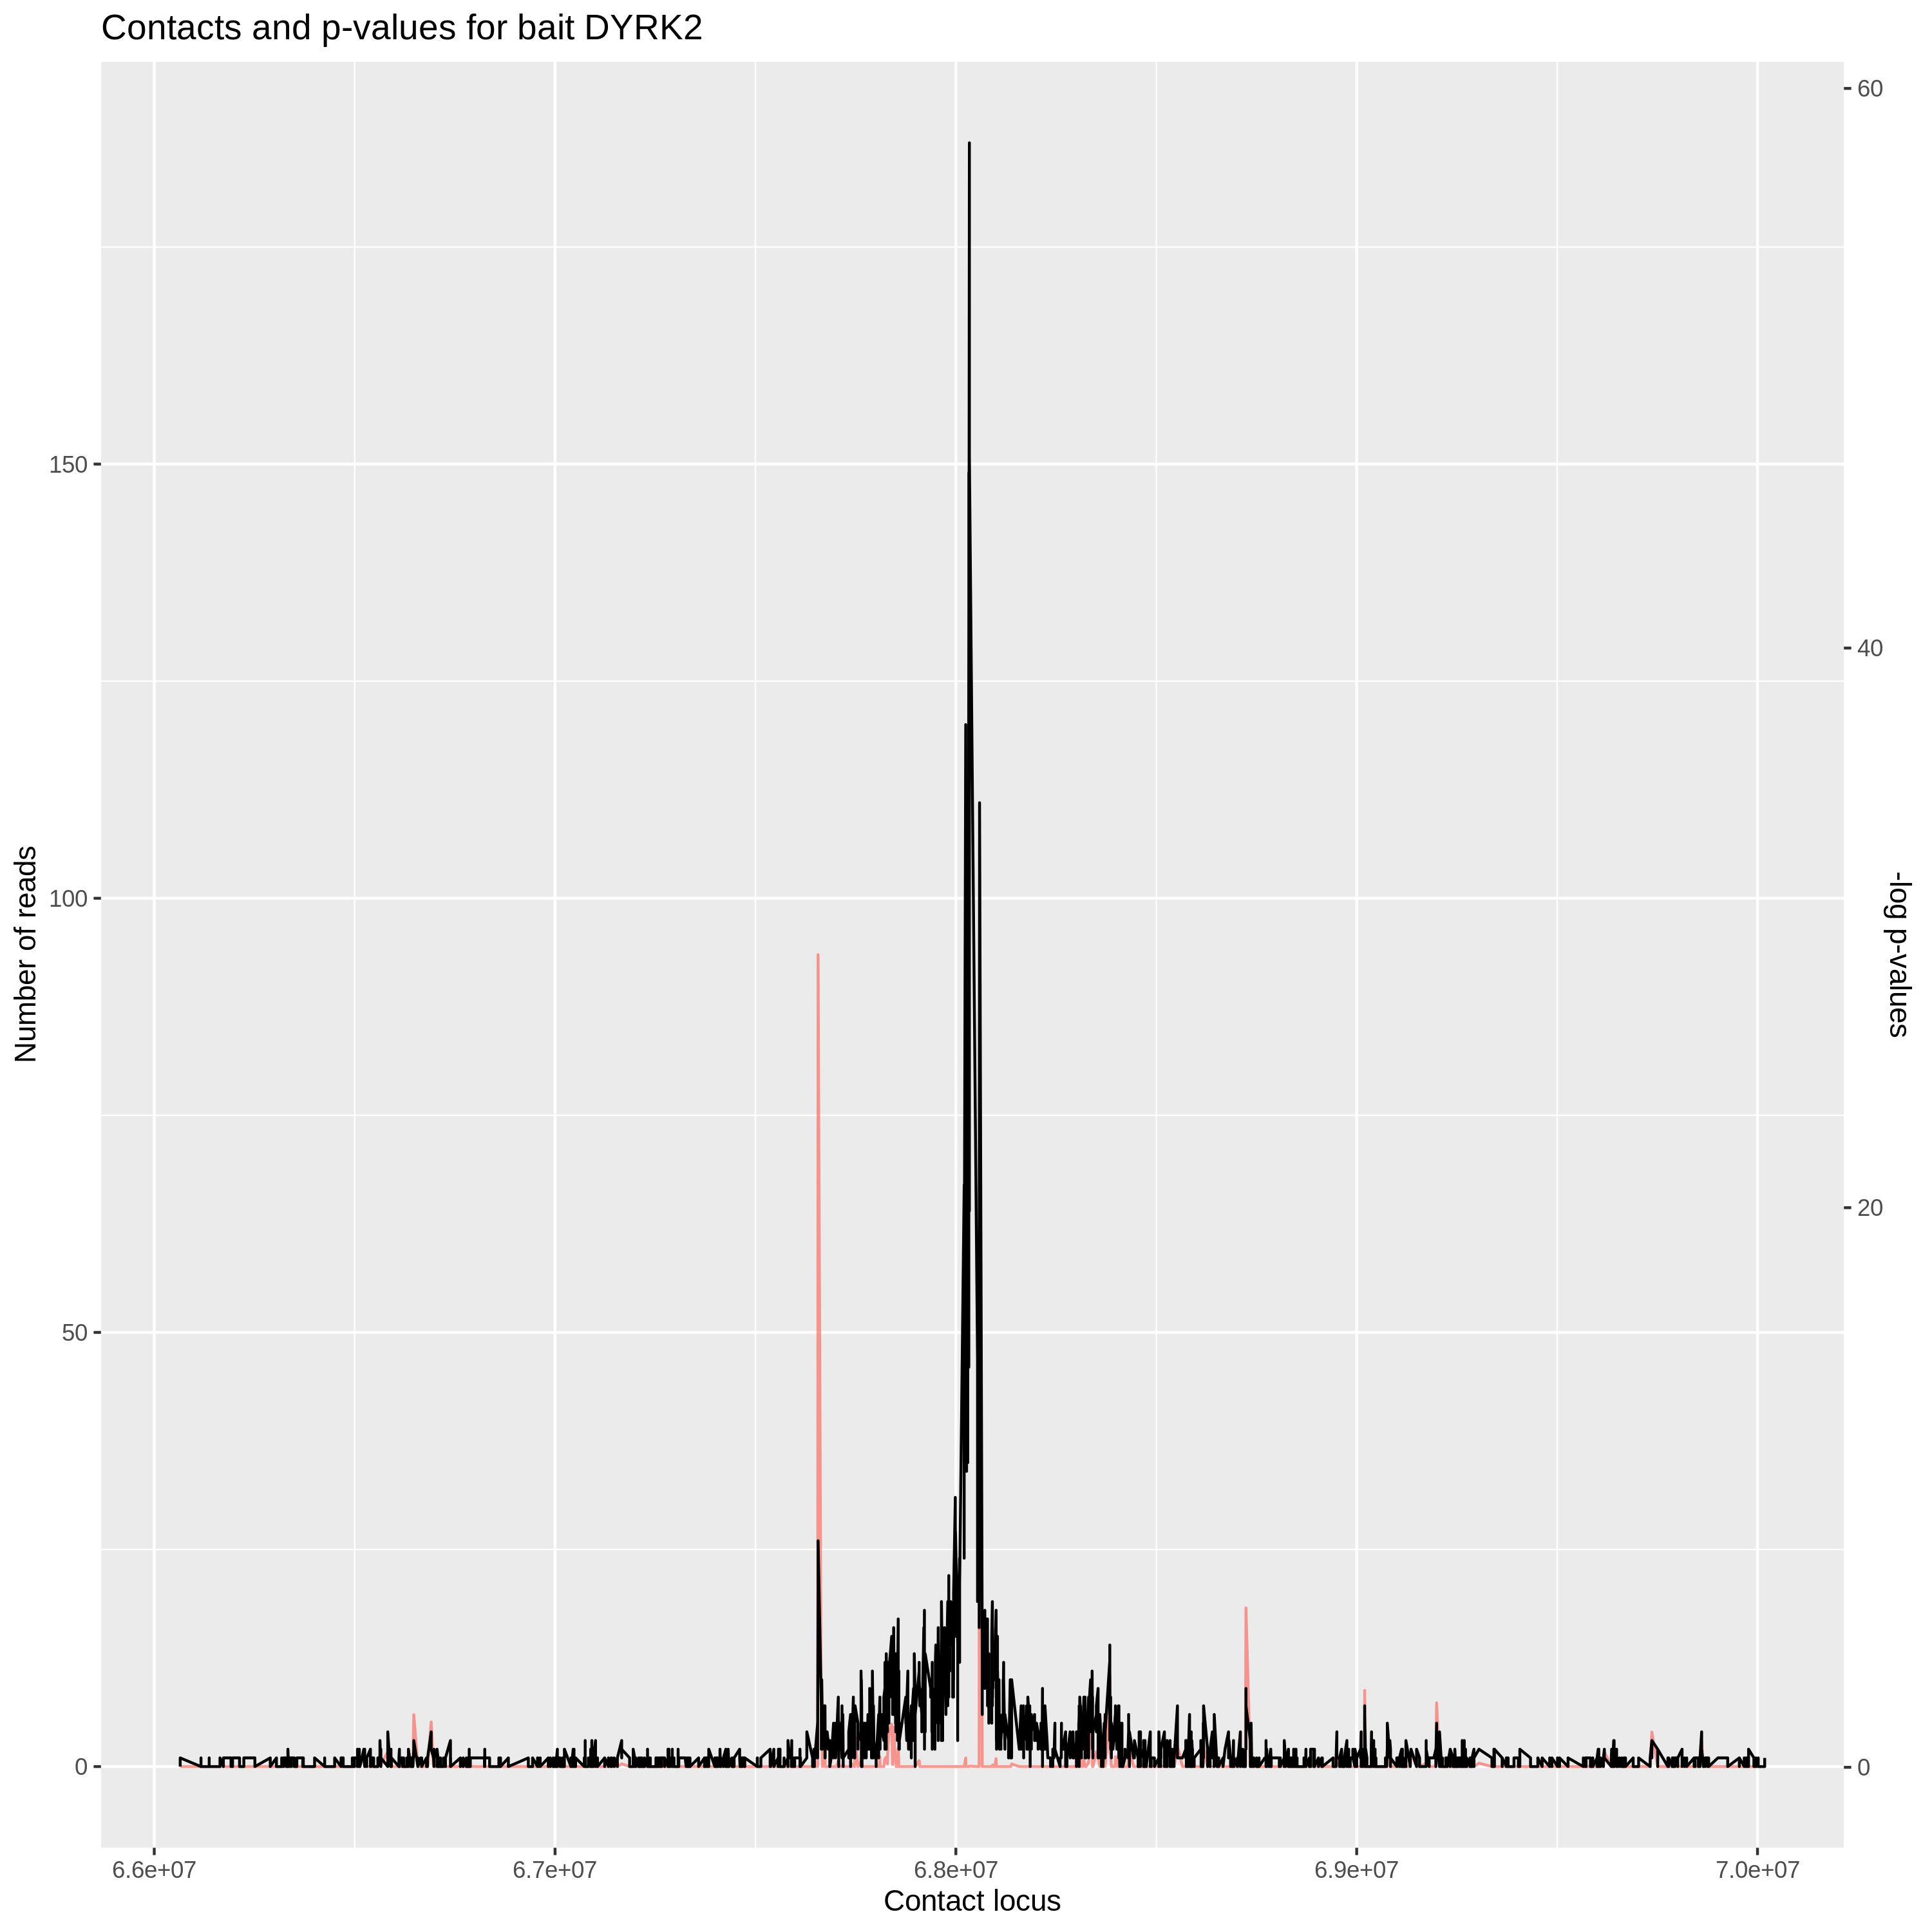 Contacts and p-values for bait DYRK2
Number of reads
150
100
50
0
60
40
20
0
-log p-values
6.6e+07
6.7e+07
6.8e+07
6.9e+07
7.0e+07
Contact locus